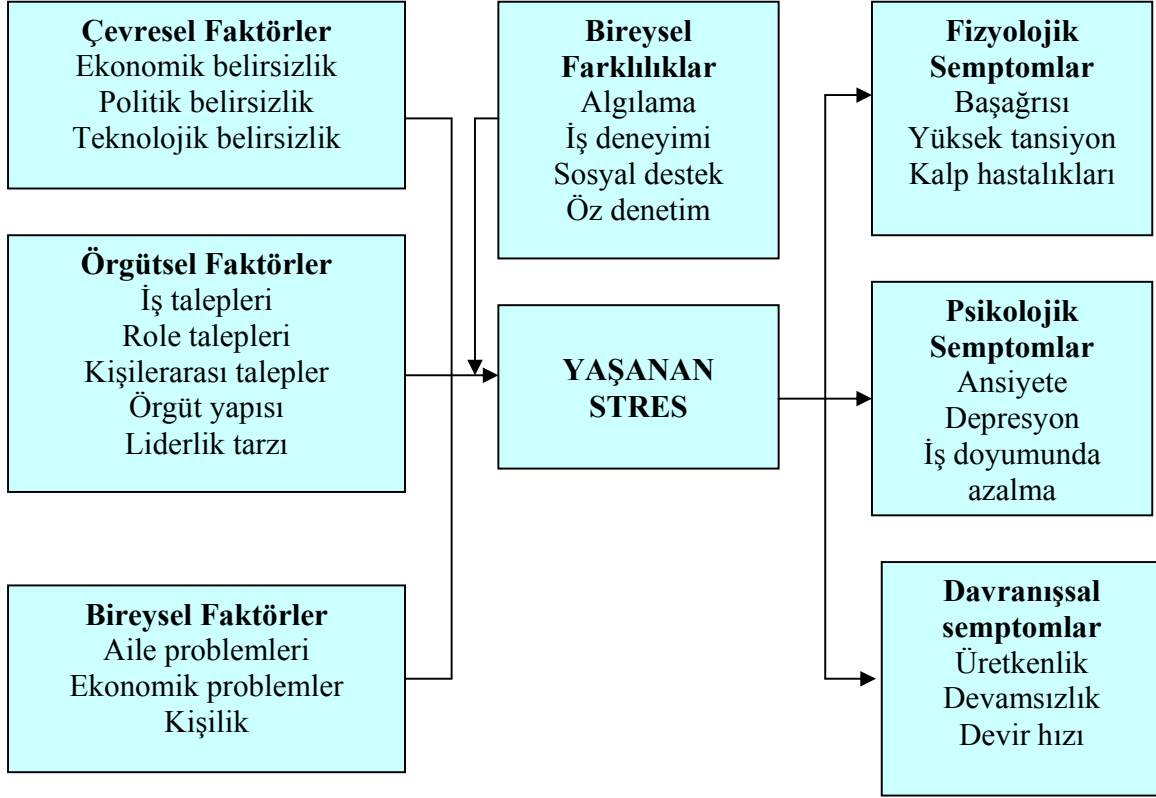 Çevresel Faktörler
Ekonomik belirsizlik
Politik belirsizlik
Teknolojik belirsizlik
Örgütsel Faktörler
İş talepleri
Role talepleri
Kişilerarası talepler
Örgüt yapısı
Liderlik tarzı
Bireysel Faktörler
Aile problemleri
Ekonomik problemler
Kişilik
Bireysel
Farklılıklar
Algılama
İş deneyimi
Sosyal destek
Öz denetim
YAŞANAN
STRES
Fizyolojik
Semptomlar
Başağrısı
Yüksek tansiyon
Kalp hastalıkları
Psikolojik
Semptomlar
Ansiyete
Depresyon
İş doyumunda
azalma
Davranışsal
semptomlar
Üretkenlik
Devamsızlık
Devir hızı